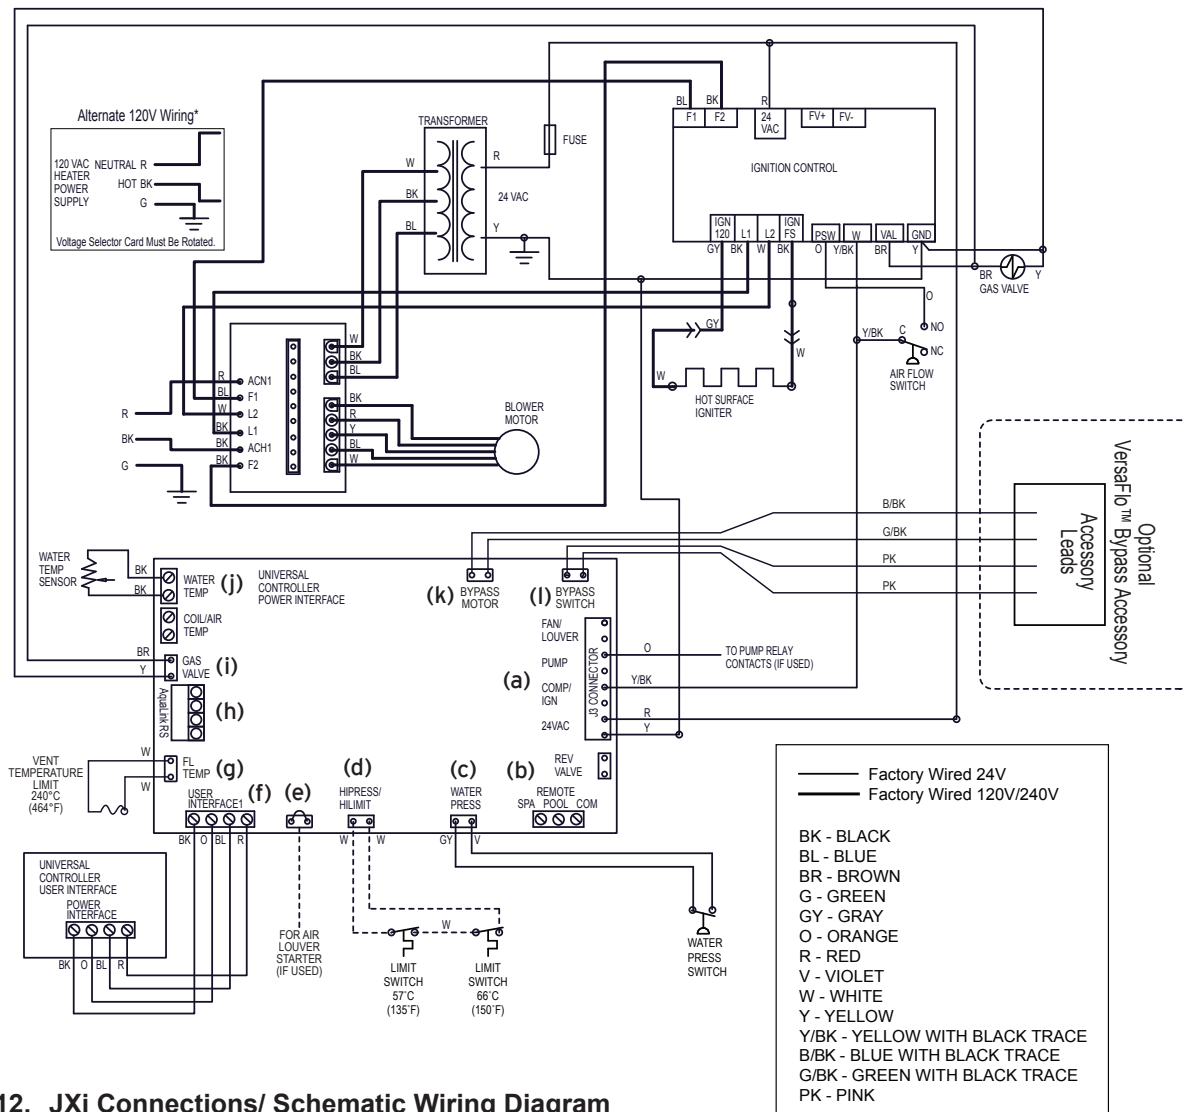 Alternate 120V Wiring*
120 VAC
HEATER
POWER
SUPPLY
NEUTRAL R
HOT BK
G
Voltage Selector Card Must Be Rotated.
TRANSFORMER
W
BK
BL
R
24 VAC
Y
FUSE
BL
BK
R
F1
F2
24
VAC
FV+
FV-
IGNITION CONTROL
IGN
120
L1
L2
IGN
FS
PSW
W
VAL
GND
GY
BK
W
BK
O
Y/BK
BR
Y
BR
Y
GAS VALVE
O
NO
Y/BK
C
NC
AIR FLOW
SWITCH
GY
W
W
HOT SURFACE
IGNITER
W
BK
BL
R
ACN1
BL
F1
W
L2
BK
L1
BK
ACH1
BK
F2
R
BK
G
BK
R
Y
BL
W
BLOWER
MOTOR
Optional
VersaFlo™ Bypass Accessory
Accessory
Leads
B/BK
G/BK
PK
PK
WATER
TEMP
SENSOR
BK
BK
WATER
TEMP
(j)
UNIVERSAL
CONTROLLER
POWER INTERFACE
COIL/AIR
TEMP
BR
Y
GAS
VALVE
(i)
AquaLink RS
(h)
(k)
BYPASS
MOTOR
(l)
BYPASS
SWITCH
FAN/
LOUVER
PUMP
COMP/
IGN
24VAC
(a)
J3 CONNECTOR
O
TO PUMP RELAY
CONTACTS (IF USED)
Y/BK
R
Y
VENT
TEMPERATURE
LIMIT
240°C
(464°F)
W
W
FL
TEMP
(g)
USER
INTERFACE1
(f)
(e)
(d)
HIPRESS/
HILIMIT
(c)
WATER
PRESS
(b)
REV
VALVE
REMOTE
SPA POOL COM
BK
O
BL
R
W
W
GY
V
UNIVERSAL
CONTROLLER
USER INTERFACE
POWER
INTERFACE
BK
O
BL
R
FOR AIR
LOUVER
STARTER
(IF USED)
W
LIMIT
SWITCH
57˚C
(135˚F)
LIMIT
SWITCH
66˚C
(150˚F)
WATER
PRESS
SWITCH
Factory Wired 24V
Factory Wired 120V/240V
BK - BLACK
BL - BLUE
BR - BROWN
G - GREEN
GY - GRAY
O - ORANGE
R - RED
V - VIOLET
W - WHITE
Y - YELLOW
Y/BK - YELLOW WITH BLACK TRACE
B/BK - BLUE WITH BLACK TRACE
G/BK - GREEN WITH BLACK TRACE
PK - PINK
12. JXi Connections/ Schematic Wiring Diagram